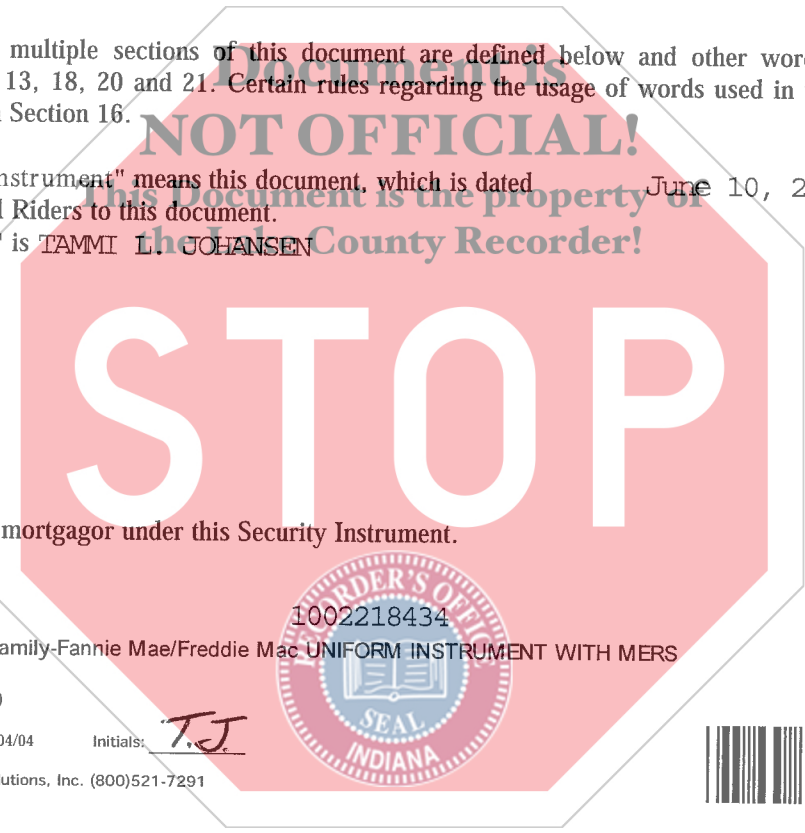 multiple sections of this document are defined below and other wor
Document is
13, 18, 20 and 21. Certain rules regarding the usage of words used in
Section 16.
NOT OFFICIAL!
nstrument" means this document, which is dated June 10, 2
This Document is the property of
Riders to this document.
" is TAMMI L. JOHANSEN
the Lake County Recorder!
STOP
mortgagor under this Security Instrument.
RECORDER'S OFFICE
1002218434
amily-Fannie Mae/Freddie Mac UNIFORM INSTRUMENT WITH MERS
)
04/04 Initials: T.J.
SEAL
INDIANA
lutions, Inc. (800)521-7291